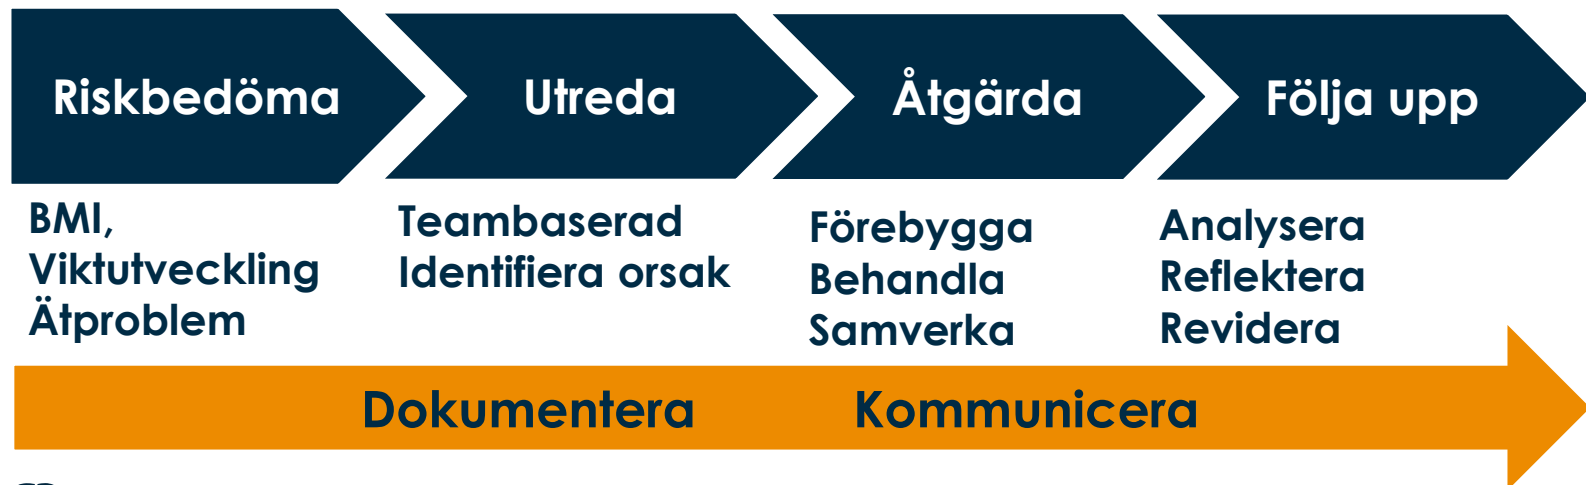 Riskbedöma
Utreda
Åtgärda
Följa upp
BMI,
Viktutveckling
Ätproblem
Teambaserad
Identifiera orsak
Förebygga
Behandla
Samverka
Analysera
Reflektera
Revidera
Dokumentera
Kommunicera